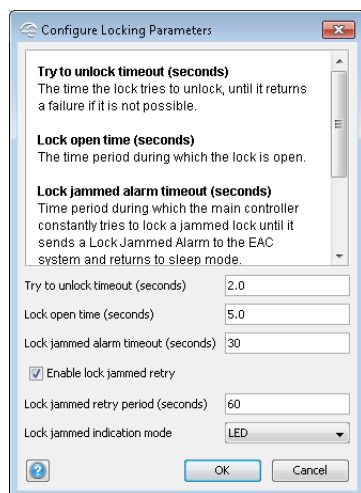 Configure Locking Parameters
Try to unlock timeout (seconds)
The time the lock tries to unlock, until it returns
a failure if it is not possible.
Lock open time (seconds)
The time period during which the lock is open.
Lock jammed alarm timeout (seconds)
Time period during which the main controller
constantly tries to lock a jammed lock until it
sends a Lock Jammed Alarm to the EAC
system and returns to sleep mode.
Try to unlock timeout (seconds) 2.0
Lock open time (seconds) 5.0
Lock jammed alarm timeout (seconds) 30
Enable lock jammed retry
Lock jammed retry period (seconds) 60
Lock jammed indication mode LED
? OK Cancel